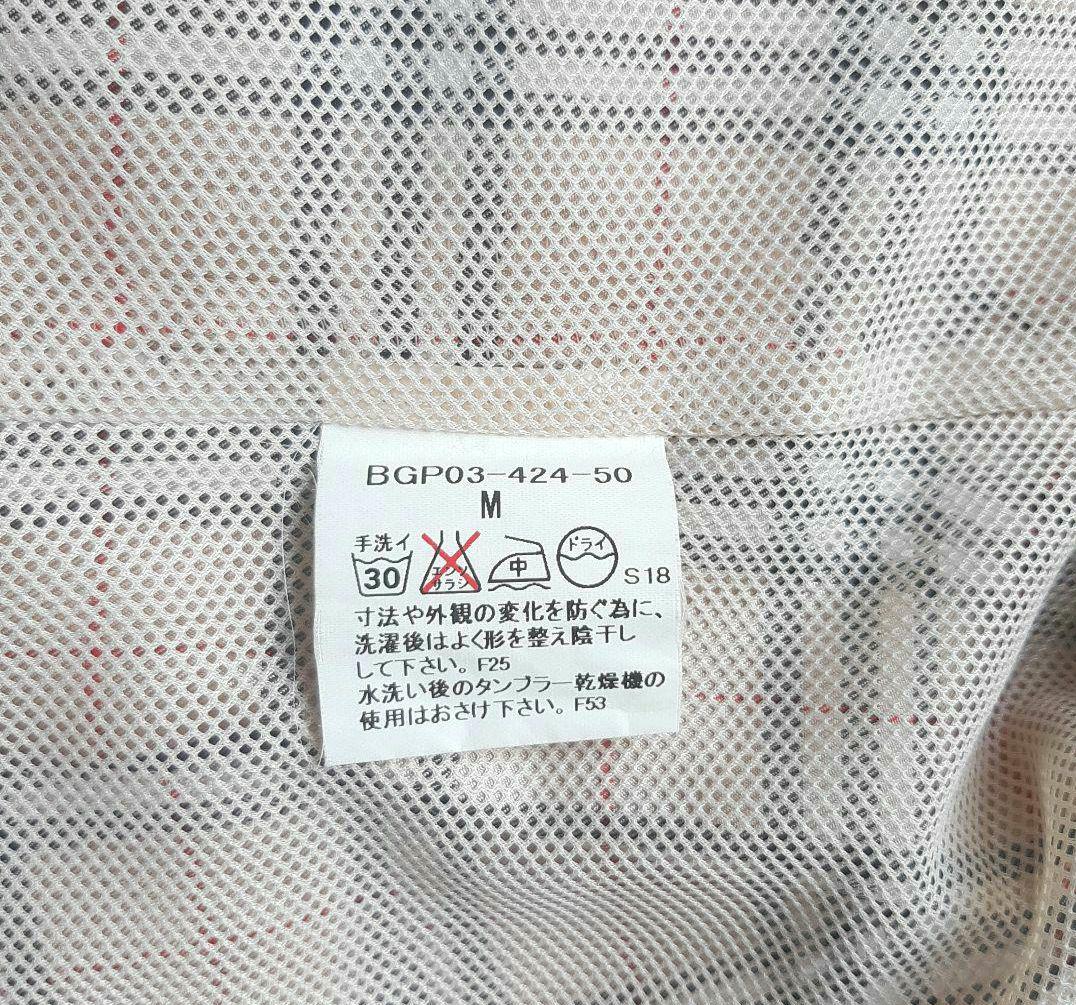 BGP03-424-50
M
手洗イ
30
エンソ
サラシ
中
ドライ
S18
寸法や外観の変化を防ぐ為に、
洗濯後はよく形を整え陰干し
して下さい。F25
水洗い後のタンブラー乾燥機の
使用はおさけ下さい。F53